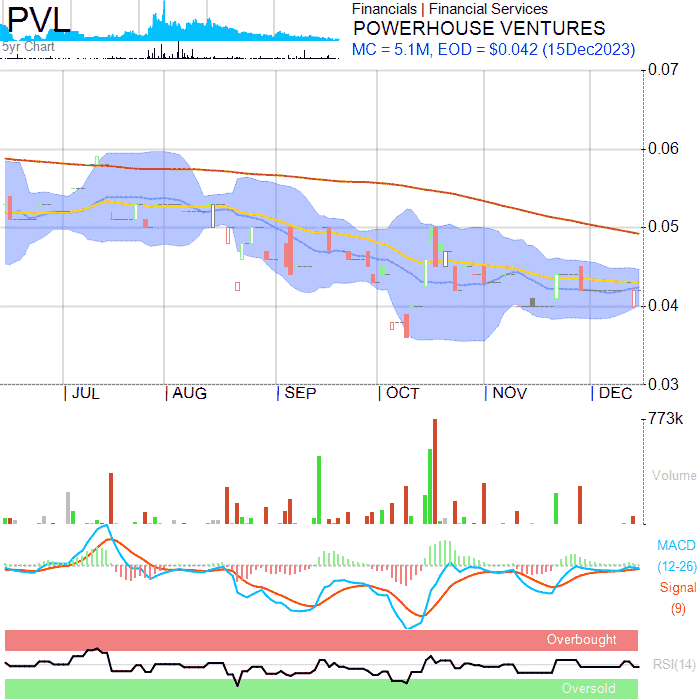 PVL
5yr Chart
Financials | Financial Services
POWERHOUSE VENTURES
MC = 5.1M, EOD = $0.042 (15Dec2023)
0.07
0.06
0.05
0.04
0.03
JUL AUG SEP OCT NOV DEC
773k
Volume
MACD
(12-26)
Signal
(9)
Overbought
RSI(14)
Oversold